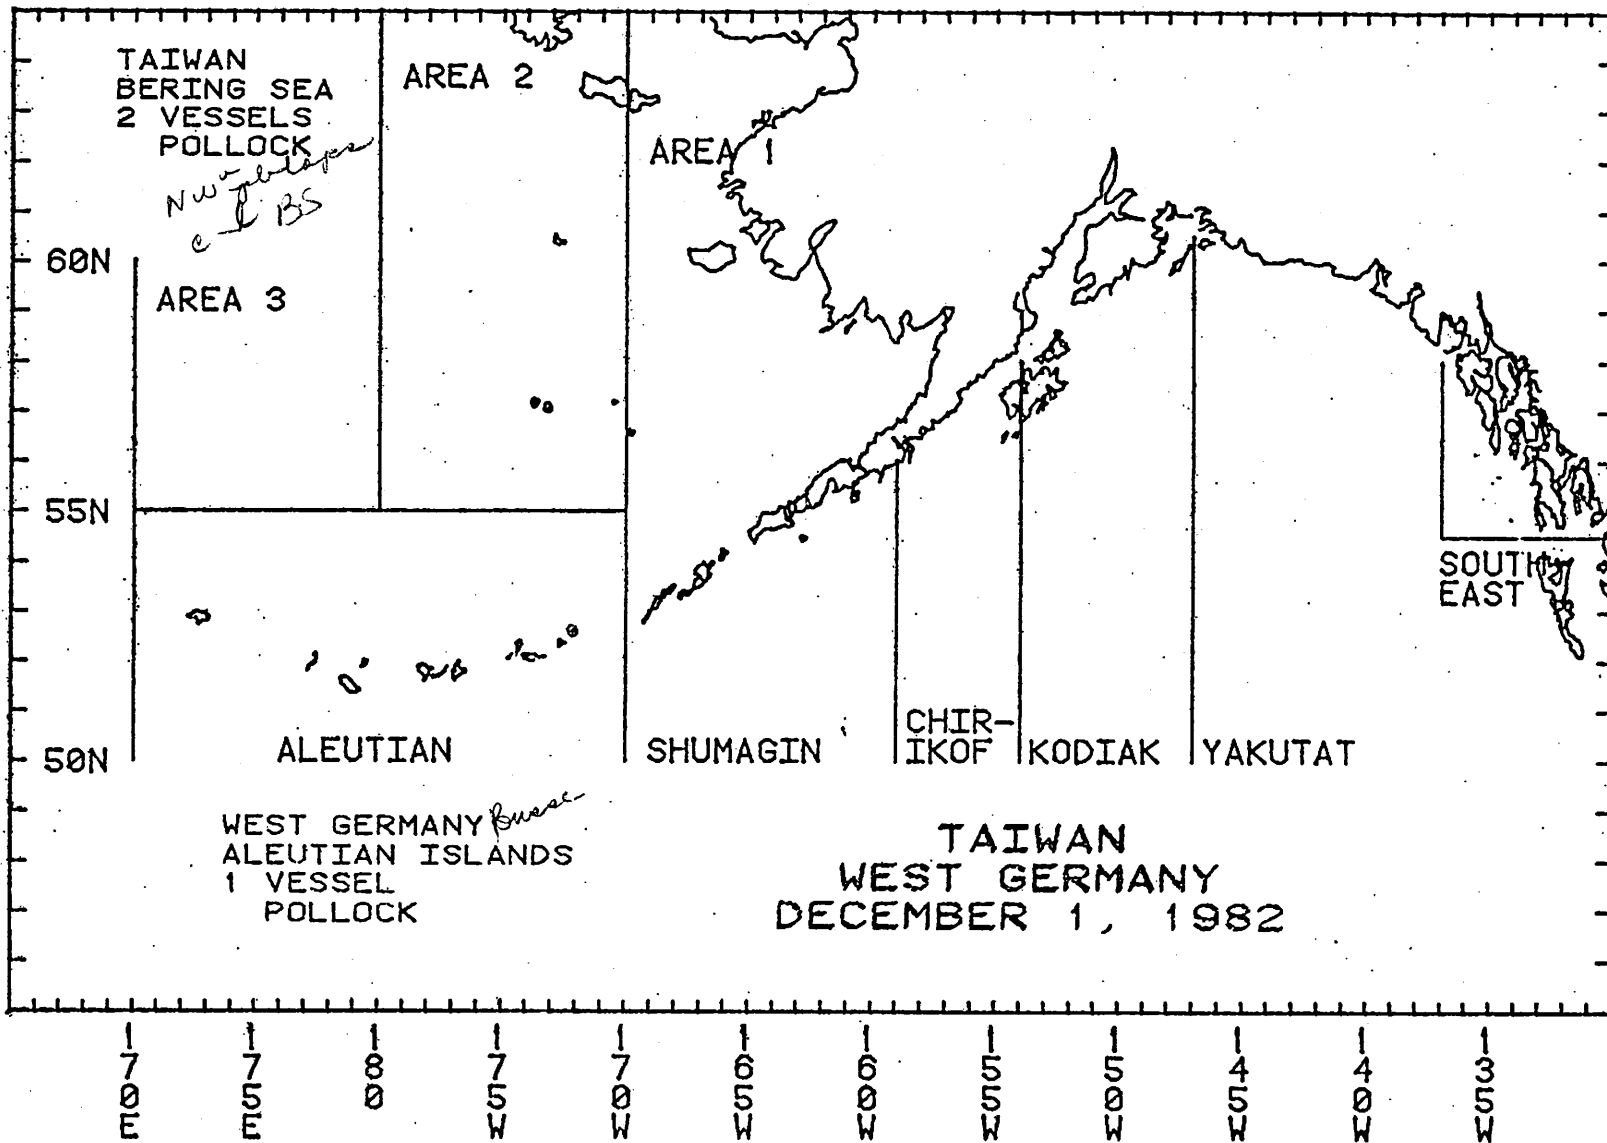 TAIWAN
BERING SEA
2 VESSELS
POLLOCK
BS
AREA 2
AREA 1
60N
AREA 3
55N
SOUTH
EAST
50N
ALEUTIAN
SHUMAGIN
CHIR-
IKOF
KODIAK
YAKUTAT
WEST GERMANY
ALEUTIAN ISLANDS
1 VESSEL
POLLOCK
TAIWAN
WEST GERMANY
DECEMBER 1, 1982
170E
175E
180
175W
170W
165W
160W
155W
150W
145W
140W
135W